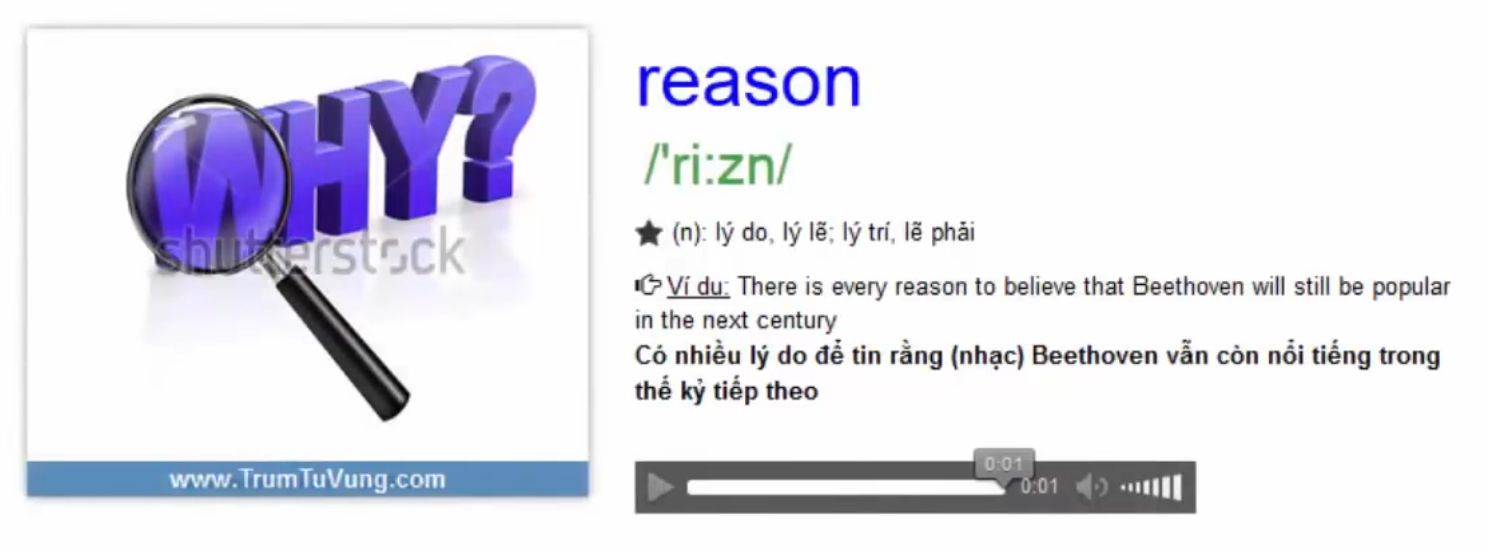 WHY?
shutterstock
www.TrumTuVung.com
reason
/'ri:zn/
★ (n): lý do, lý lẽ; lý trí, lẽ phải
Ví dụ: There is every reason to believe that Beethoven will still be popular
in the next century
Có nhiều lý do để tin rằng (nhạc) Beethoven vẫn còn nổi tiếng trong
thế kỷ tiếp theo
0:01
0:01